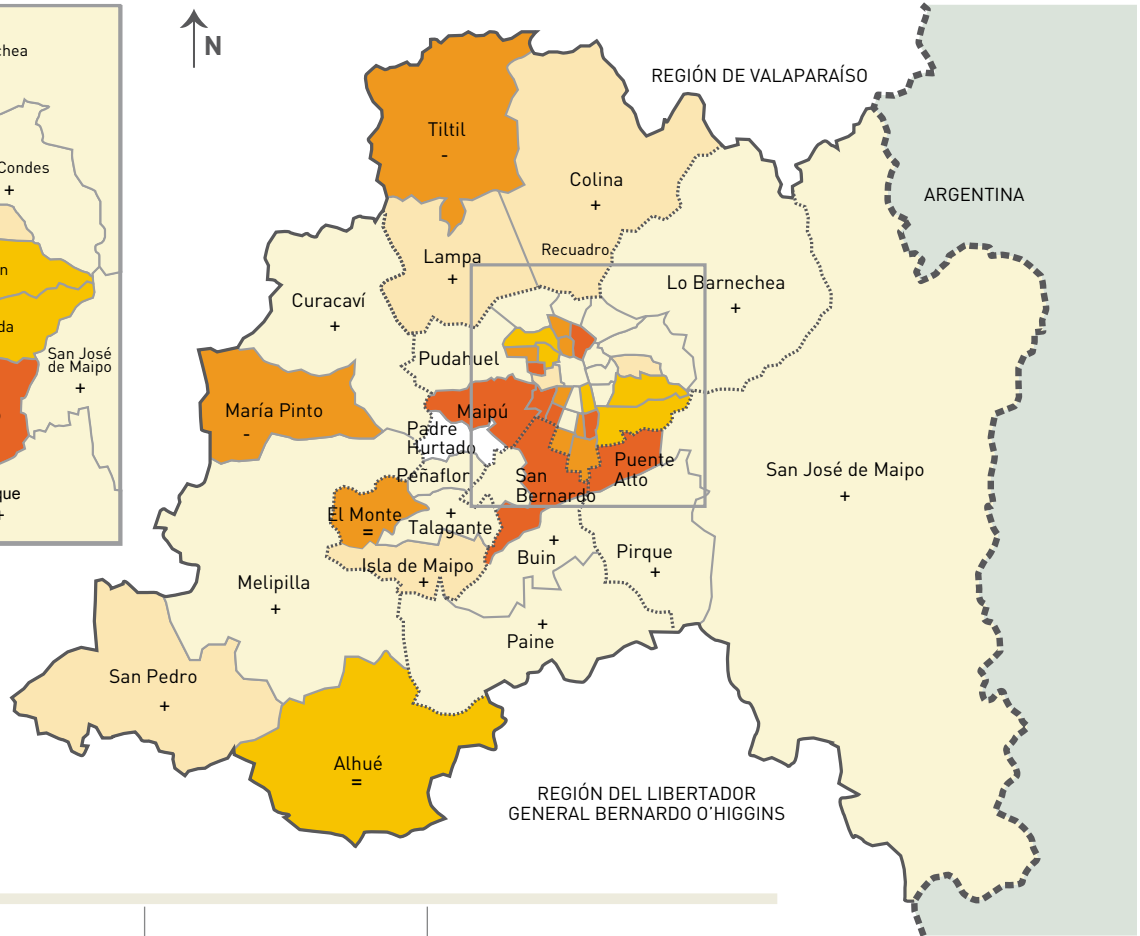 N
REGIÓN DE VALAPARAÍSO
ARGENTINA
Tiltil
-
Colina
+
Recuadro
Lampa
+
Lo Barnechea
+
Curacaví
+
Pudahuel
María Pinto
-
Maipú
Padre
Hurtado
Peñaflor
+
San
Bernardo
Puente
Alto
San José de Maipo
+
El Monte
=
Talagante
Isla de Maipo
+
+
Buin
Pirque
+
Melipilla
+
+
Paine
San Pedro
+
Alhué
=
REGIÓN DEL LIBERTADOR
GENERAL BERNARDO O'HIGGINS
Condes
+
San José
de Maipo
+
+